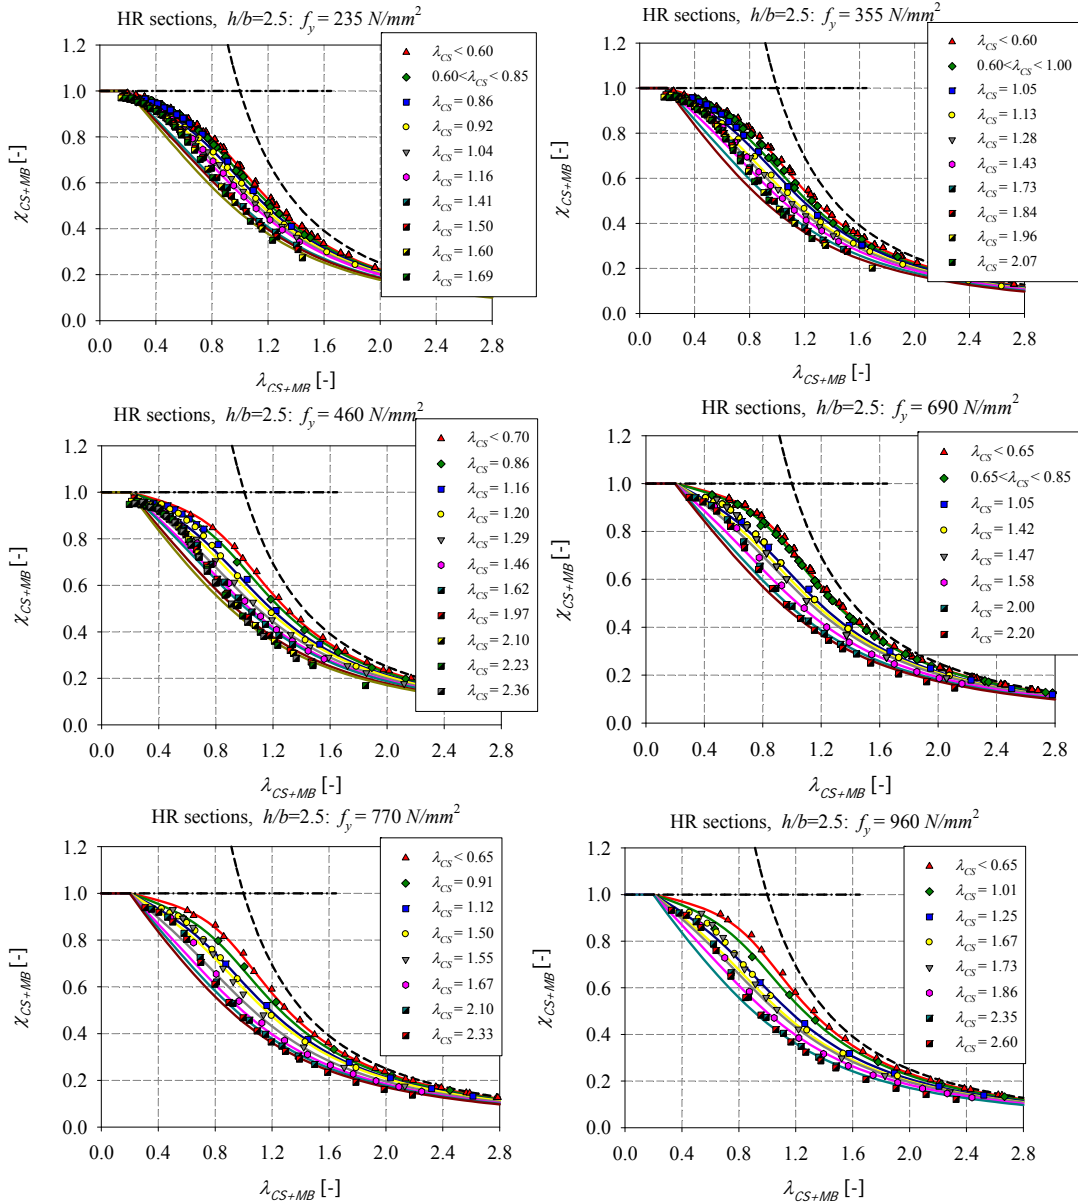 HR sections, h/b=2.5: f_y = 235 N/mm²
1.2
1.0
0.8
0.6
0.4
0.2
0.0
χ_CS+MB [-]
0.0 0.4 0.8 1.2 1.6 2.0 2.4 2.8
λ_CS+MB [-]
λ_CS < 0.60
0.60<λ_CS < 0.85
λ_CS = 0.86
λ_CS = 0.92
λ_CS = 1.04
λ_CS = 1.16
λ_CS = 1.41
λ_CS = 1.50
λ_CS = 1.60
λ_CS = 1.69
HR sections, h/b=2.5: f_y = 355 N/mm²
1.2
1.0
0.8
0.6
0.4
0.2
0.0
χ_CS+MB [-]
0.0 0.4 0.8 1.2 1.6 2.0 2.4 2.8
λ_CS+MB [-]
λ_CS < 0.60
0.60<λ_CS < 1.00
λ_CS = 1.05
λ_CS = 1.13
λ_CS = 1.28
λ_CS = 1.43
λ_CS = 1.73
λ_CS = 1.84
λ_CS = 1.96
λ_CS = 2.07
HR sections, h/b=2.5: f_y = 460 N/mm²
1.2
1.0
0.8
0.6
0.4
0.2
0.0
χ_CS+MB [-]
0.0 0.4 0.8 1.2 1.6 2.0 2.4 2.8
λ_CS+MB [-]
λ_CS < 0.70
λ_CS = 0.86
λ_CS = 1.16
λ_CS = 1.20
λ_CS = 1.29
λ_CS = 1.46
λ_CS = 1.62
λ_CS = 1.97
λ_CS = 2.10
λ_CS = 2.23
λ_CS = 2.36
HR sections, h/b=2.5: f_y = 690 N/mm²
1.2
1.0
0.8
0.6
0.4
0.2
0.0
χ_CS+MB [-]
0.0 0.4 0.8 1.2 1.6 2.0 2.4 2.8
λ_CS+MB [-]
λ_CS < 0.65
0.65<λ_CS < 0.85
λ_CS = 1.05
λ_CS = 1.42
λ_CS = 1.47
λ_CS = 1.58
λ_CS = 2.00
λ_CS = 2.20
HR sections, h/b=2.5: f_y = 770 N/mm²
1.2
1.0
0.8
0.6
0.4
0.2
0.0
χ_CS+MB [-]
0.0 0.4 0.8 1.2 1.6 2.0 2.4 2.8
λ_CS+MB [-]
λ_CS < 0.65
λ_CS = 0.91
λ_CS = 1.12
λ_CS = 1.50
λ_CS = 1.55
λ_CS = 1.67
λ_CS = 2.10
λ_CS = 2.33
HR sections, h/b=2.5: f_y = 960 N/mm²
1.2
1.0
0.8
0.6
0.4
0.2
0.0
χ_CS+MB [-]
0.0 0.4 0.8 1.2 1.6 2.0 2.4 2.8
λ_CS+MB [-]
λ_CS < 0.65
λ_CS = 1.01
λ_CS = 1.25
λ_CS = 1.67
λ_CS = 1.73
λ_CS = 1.86
λ_CS = 2.35
λ_CS = 2.60